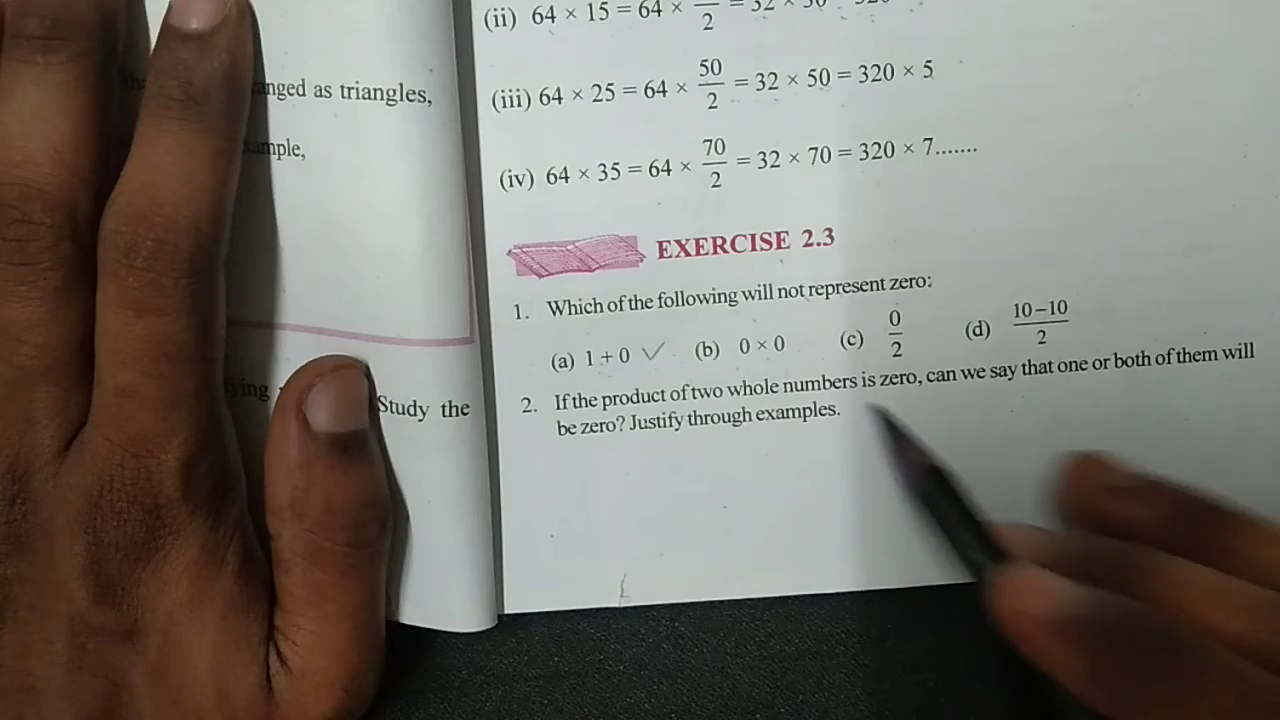 anged as triangles,
ample,
Study the
(ii) 64 × 15 = 64 × /2 = 32 ×
(iii) 64 × 25 = 64 × 50/2 = 32 × 50 = 320 × 5
(iv) 64 × 35 = 64 × 70/2 = 32 × 70 = 320 × 7.......
EXERCISE 2.3
1. Which of the following will not represent zero:
(a) 1 + 0 ✓ (b) 0 × 0 (c) 0/2 (d) 10–10/2
2. If the product of two whole numbers is zero, can we say that one or both of them will
be zero? Justify through examples.